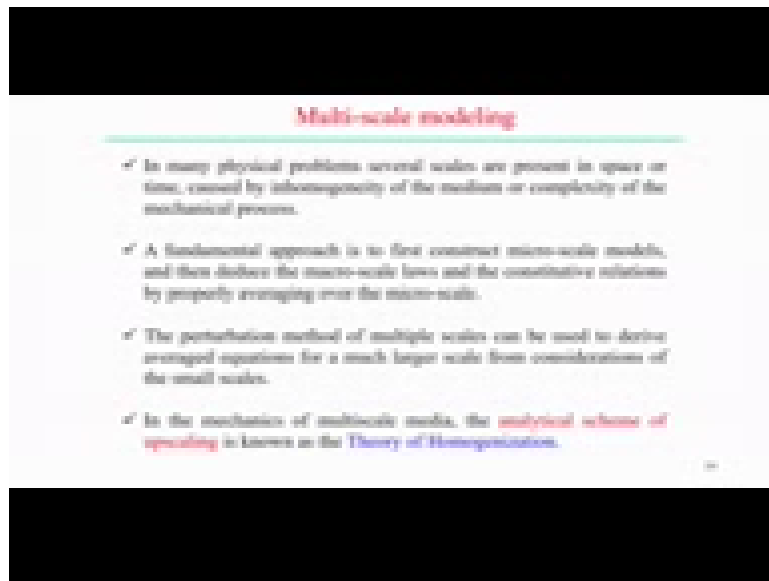 Multi-scale modeling
✓ In many physical problems several scales are present in space or
time, caused by inhomogeneity of the medium or complexity of the
mechanical process.
✓ A fundamental approach is to first construct micro-scale models,
and then deduce the macro-scale laws and the constitutive relations
by properly averaging over the micro-scale.
✓ The perturbation method of multiple scales can be used to derive
averaged equations for a much larger scale from considerations of
the small scales.
✓ In the mechanics of multiscale media, the analytical scheme of
upscaling is known as the Theory of Homogenization.